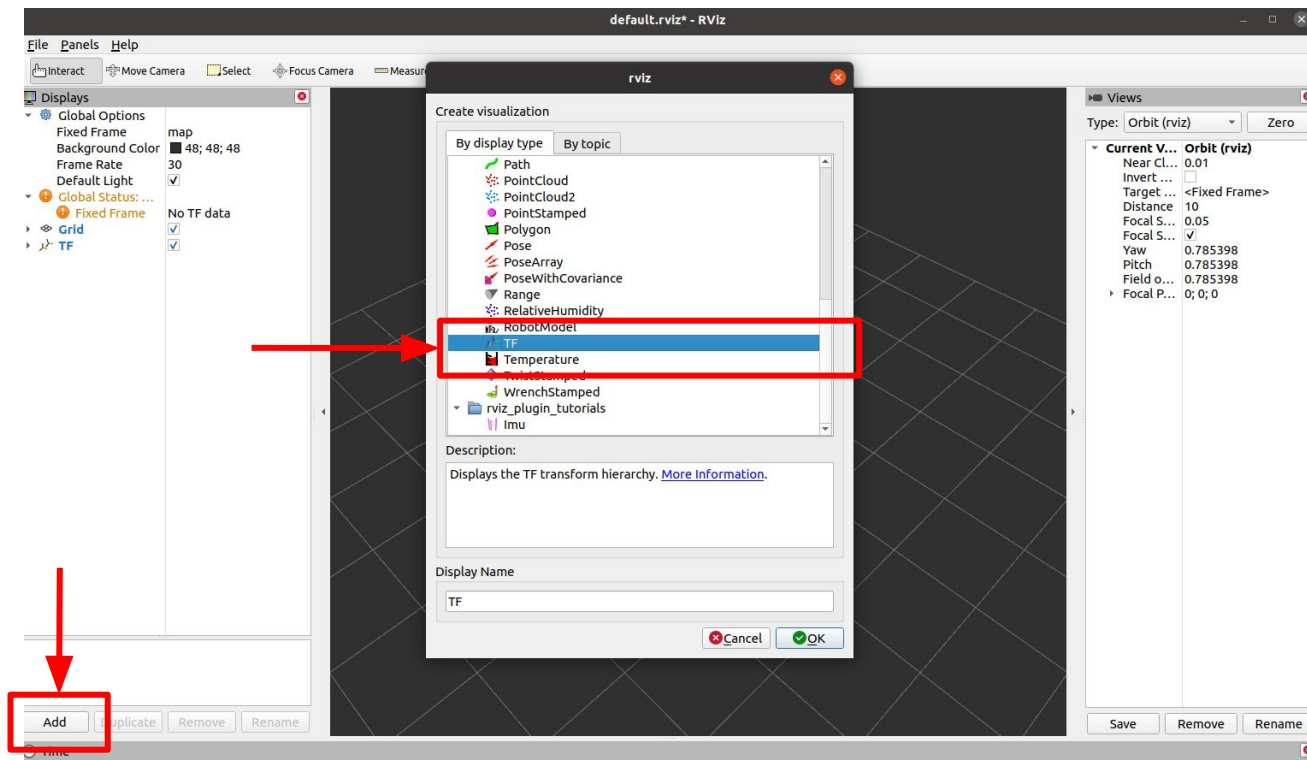 default.rviz* - RViz
File Panels Help
Interact Move Camera Select Focus Camera Measur
Displays
Global Options
Fixed Frame map
Background Color 48; 48; 48
Frame Rate 30
Default Light
Global Status: ...
Fixed Frame No TF data
Grid
TF
Add Duplicate Remove Rename
Time
rviz
Create visualization
By display type By topic
Path
PointCloud
PointCloud2
PointStamped
Polygon
Pose
PoseArray
PoseWithCovariance
Range
RelativeHumidity
RobotModel
TF
Temperature
TwistStamped
WrenchStamped
rviz_plugin_tutorials
Imu
Description:
Displays the TF transform hierarchy. More Information.
Display Name
TF
Cancel OK
Views
Type: Orbit (rviz) Zero
Current V... Orbit (rviz)
Near Cl... 0.01
Invert ...
Target ... <Fixed Frame>
Distance 10
Focal S... 0.05
Focal S...
Yaw 0.785398
Pitch 0.785398
Field o... 0.785398
Focal P... 0; 0; 0
Save Remove Rename